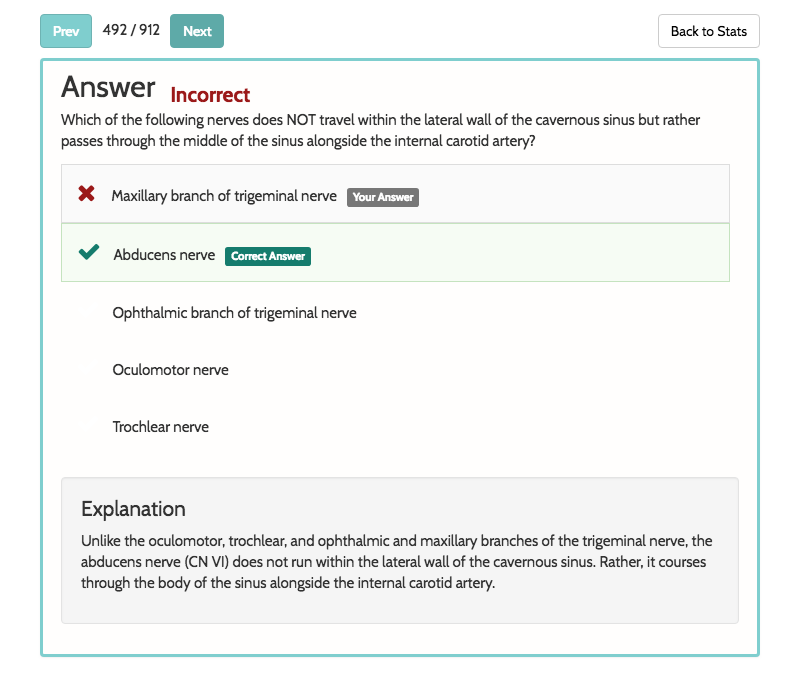 Prev 492 / 912 Next Back to Stats
Answer Incorrect
Which of the following nerves does NOT travel within the lateral wall of the cavernous sinus but rather
passes through the middle of the sinus alongside the internal carotid artery?
Maxillary branch of trigeminal nerve Your Answer
Abducens nerve Correct Answer
Ophthalmic branch of trigeminal nerve
Oculomotor nerve
Trochlear nerve
Explanation
Unlike the oculomotor, trochlear, and ophthalmic and maxillary branches of the trigeminal nerve, the
abducens nerve (CN VI) does not run within the lateral wall of the cavernous sinus. Rather, it courses
through the body of the sinus alongside the internal carotid artery.